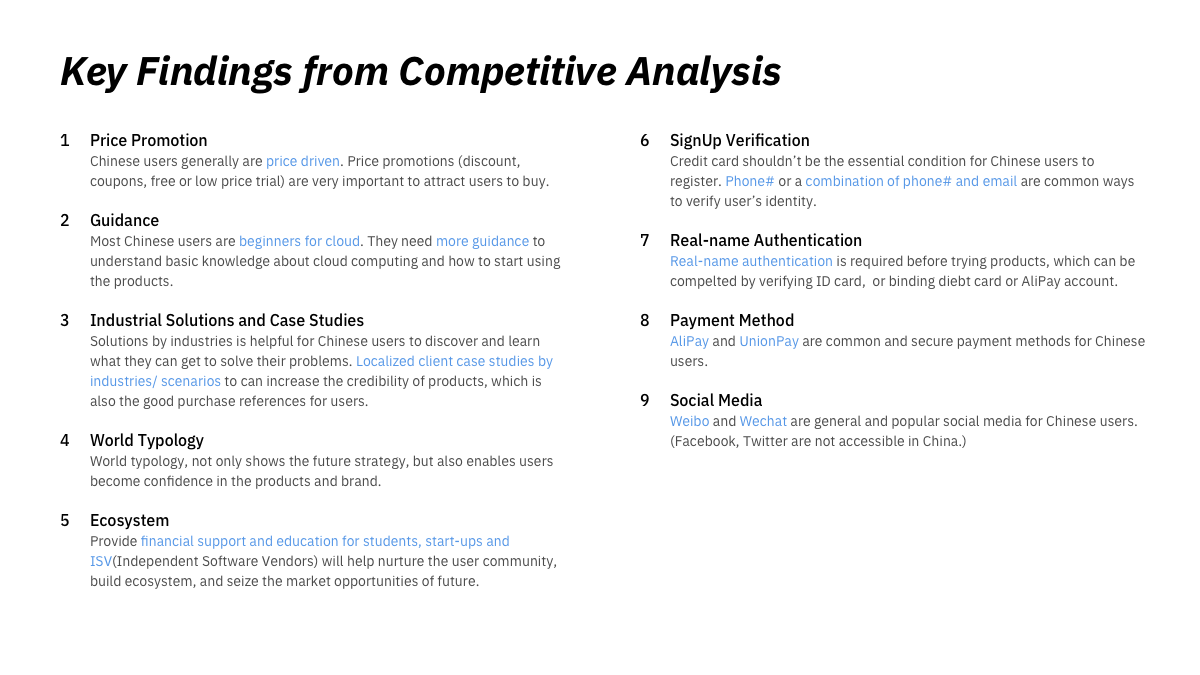 Key Findings from Competitive Analysis
1 Price Promotion
Chinese users generally are price driven. Price promotions (discount,
coupons, free or low price trial) are very important to attract users to buy.
2 Guidance
Most Chinese users are beginners for cloud. They need more guidance to
understand basic knowledge about cloud computing and how to start using
the products.
3 Industrial Solutions and Case Studies
Solutions by industries is helpful for Chinese users to discover and learn
what they can get to solve their problems. Localized client case studies by
industries/ scenarios to can increase the credibility of products, which is
also the good purchase references for users.
4 World Typology
World typology, not only shows the future strategy, but also enables users
become confidence in the products and brand.
5 Ecosystem
Provide financial support and education for students, start-ups and
ISV(Independent Software Vendors) will help nurture the user community,
build ecosystem, and seize the market opportunities of future.
6 SignUp Verification
Credit card shouldn’t be the essential condition for Chinese users to
register. Phone# or a combination of phone# and email are common ways
to verify user’s identity.
7 Real-name Authentication
Real-name authentication is required before trying products, which can be
compelted by verifying ID card,  or binding diebt card or AliPay account.
8 Payment Method
AliPay and UnionPay are common and secure payment methods for Chinese
users.
9 Social Media
Weibo and Wechat are general and popular social media for Chinese users.
(Facebook, Twitter are not accessible in China.)